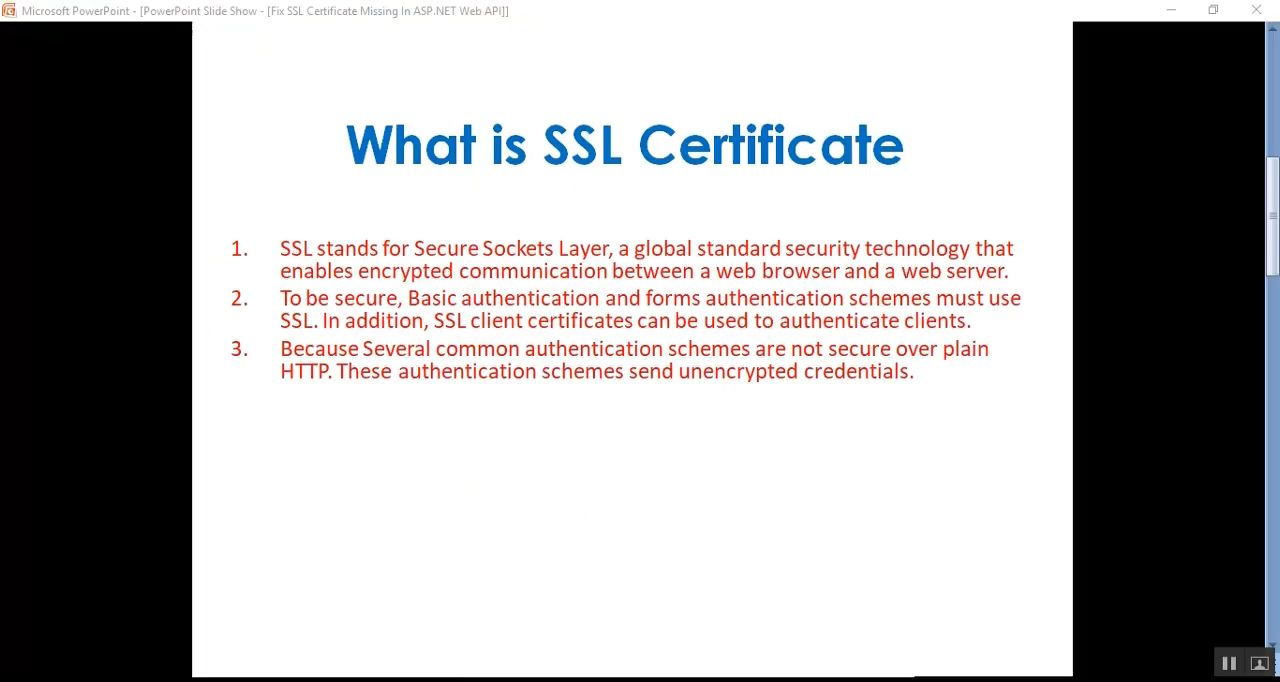 Microsoft PowerPoint - [PowerPoint Slide Show - [Fix SSL Certificate Missing In ASP.NET Web API]]
What is SSL Certificate
1. SSL stands for Secure Sockets Layer, a global standard security technology that
enables encrypted communication between a web browser and a web server.
2. To be secure, Basic authentication and forms authentication schemes must use
SSL. In addition, SSL client certificates can be used to authenticate clients.
3. Because Several common authentication schemes are not secure over plain
HTTP. These authentication schemes send unencrypted credentials.